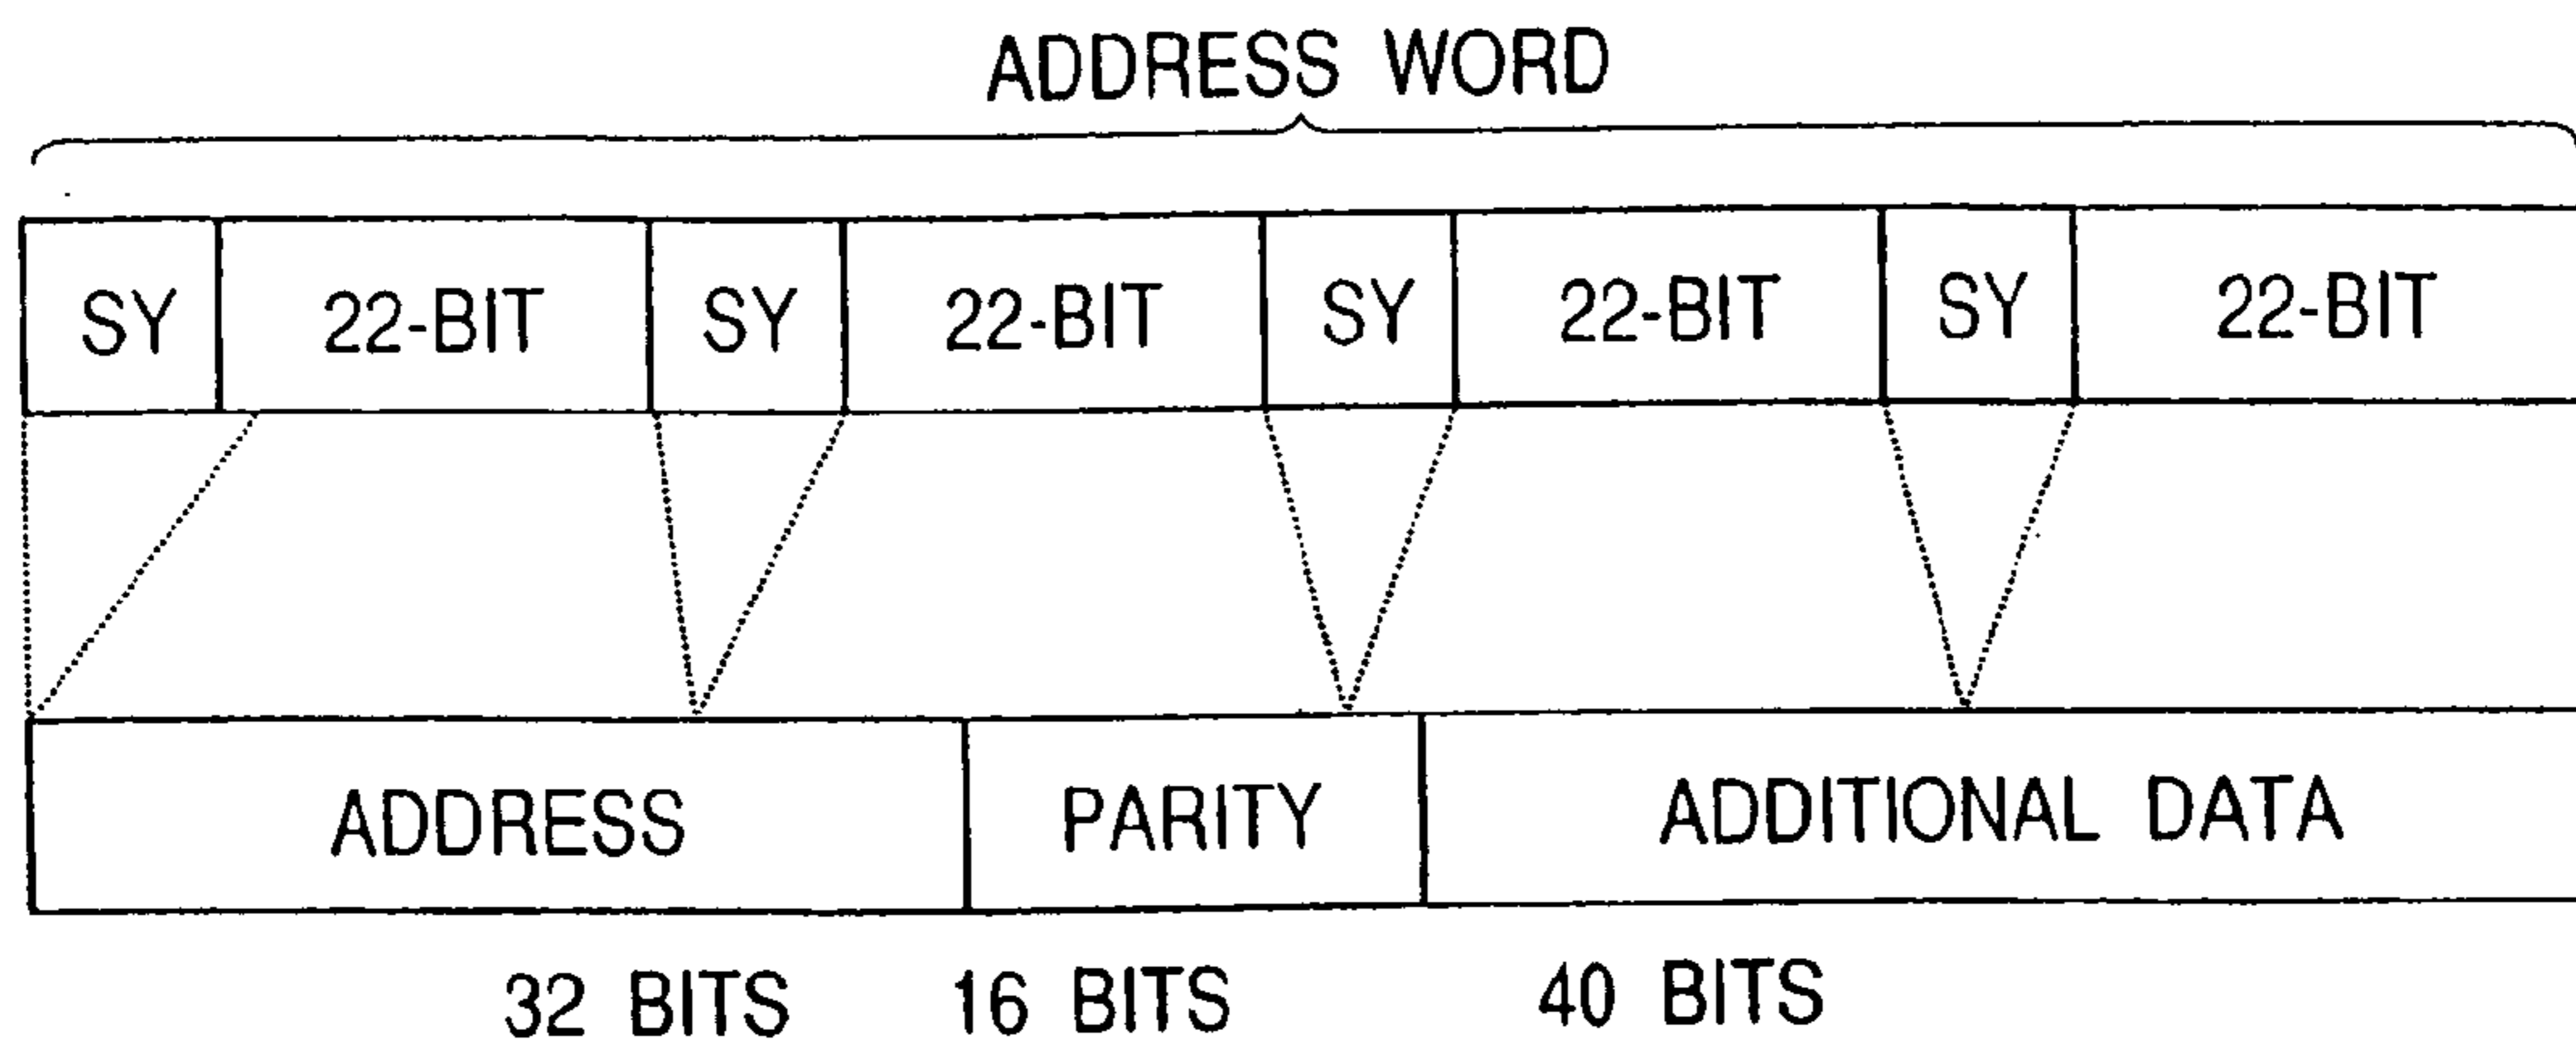 ADDRESS WORD
SY 22-BIT SY 22-BIT SY 22-BIT SY 22-BIT
ADDRESS PARITY ADDITIONAL DATA
32 BITS 16 BITS 40 BITS